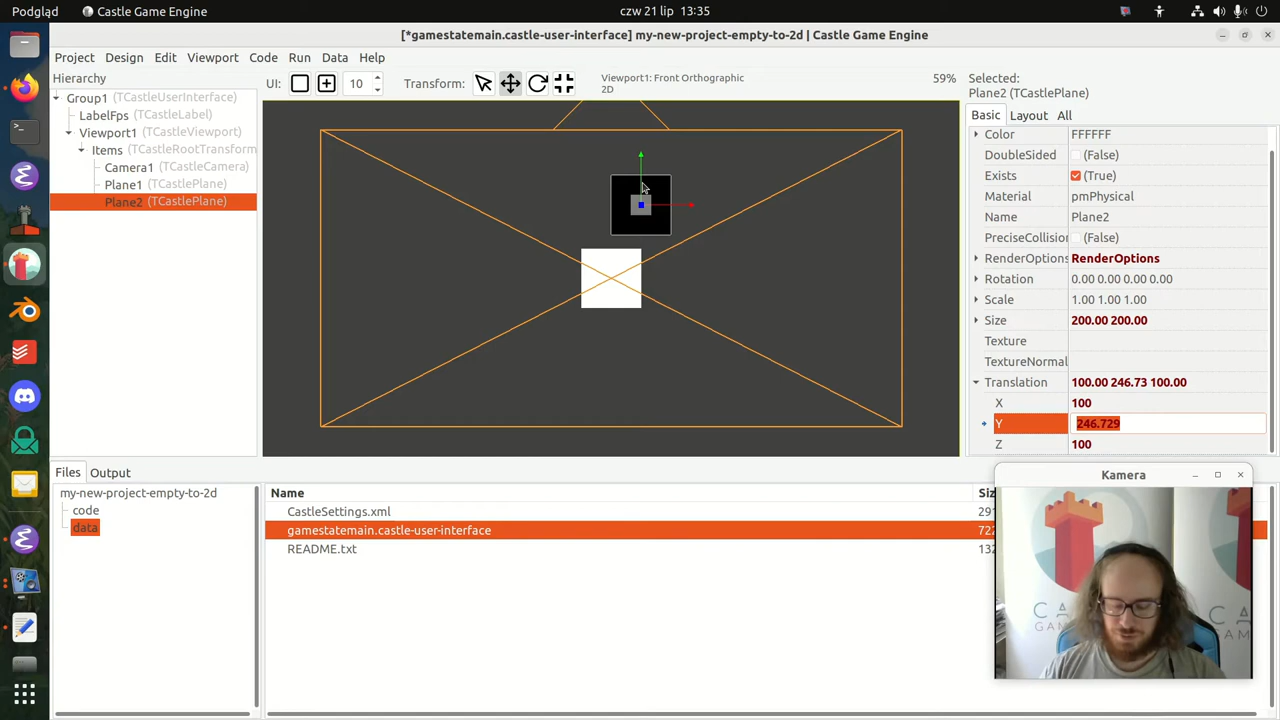 Podgląd
Castle Game Engine
czw 21 lip 13:35
[*gamestatemain.castle-user-interface] my-new-project-empty-to-2d | Castle Game Engine
Project Design Edit Viewport Code Run Data Help
Hierarchy
Group1 (TCastleUserInterface)
LabelFps (TCastleLabel)
Viewport1 (TCastleViewport)
Items (TCastleRootTransform
Camera1 (TCastleCamera)
Plane1 (TCastlePlane)
Plane2 (TCastlePlane)
UI: 10 Transform:
Viewport1: Front Orthographic
2D
59%
Selected:
Plane2 (TCastlePlane)
Basic Layout All
Color FFFFFF
DoubleSided (False)
Exists (True)
Material pmPhysical
Name Plane2
PreciseCollision (False)
RenderOptions RenderOptions
Rotation 0.00 0.00 0.00 0.00
Scale 1.00 1.00 1.00
Size 200.00 200.00
Texture
TextureNormal
Translation 100.00 246.73 100.00
X 100
Y 246.729
Z 100
Files Output
my-new-project-empty-to-2d
code
data
Name Siz
CastleSettings.xml 291
gamestatemain.castle-user-interface 722
README.txt 132
Kamera